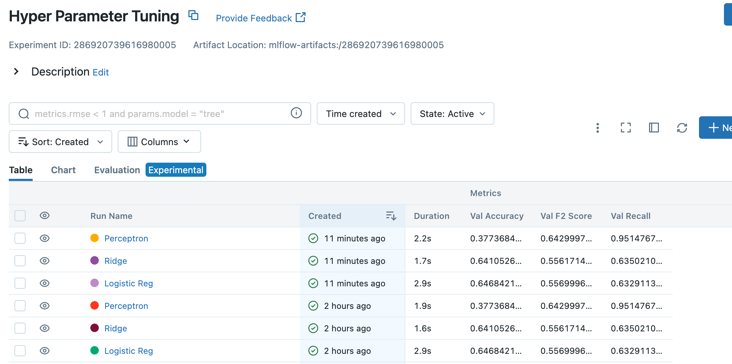 Hyper Parameter Tuning Provide Feedback
Experiment ID: 286920739616980005 Artifact Location: mlflow-artifacts:/286920739616980005
Description Edit
metrics.rmse < 1 and params.model = "tree" Time created State: Active
Sort: Created Columns
Table Chart Evaluation Experimental
Metrics
Run Name Created Duration Val Accuracy Val F2 Score Val Recall
Perceptron 11 minutes ago 2.2s 0.3773684... 0.6429997... 0.9514767...
Ridge 11 minutes ago 1.7s 0.6410526... 0.5561714... 0.6350210...
Logistic Reg 11 minutes ago 2.9s 0.6468421... 0.5569996... 0.6329113...
Perceptron 2 hours ago 1.9s 0.3773684... 0.6429997... 0.9514767...
Ridge 2 hours ago 1.6s 0.6410526... 0.5561714... 0.6350210...
Logistic Reg 2 hours ago 2.9s 0.6468421... 0.5569996... 0.6329113...